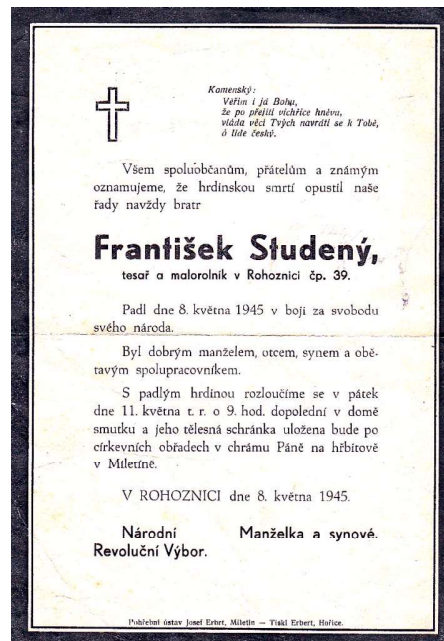 Komenský:
Věřím i já Bohu,
že po přejití vichřice hněvu,
vláda věcí Tvých navrátí se k Tobě,
ó lide český.
Všem spoluobčanům, přátelům a známým
oznamujeme, že hrdinskou smrtí opustil naše
řady navždy bratr
František Studený,
tesař a malorolník v Rohoznici čp. 39.
Padl dne 8. května 1945 v boji za svobodu
svého národa.
Byl dobrým manželem, otcem, synem a obě-
tavým spolupracovníkem.
S padlým hrdinou rozloučíme se v pátek
dne 11. května t. r. o 9. hod. dopolední v domě
smutku a jeho tělesná schránka uložena bude po
církevních obřadech v chrámu Páně na hřbitově
v Miletíně.
V ROHOZNICI dne 8. května 1945.
Národní Manželka a synové.
Revoluční Výbor.
Pohřební ústav Josef Erbrt, Miletín — Tiskl Erbert, Hořice.